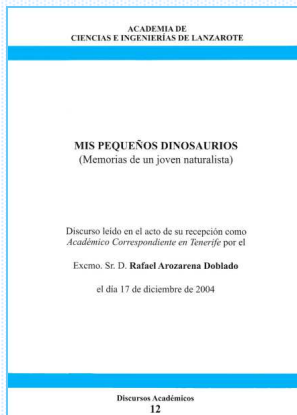 ACADEMIA DE
CIENCIAS E INGENIERÍAS DE LANZAROTE
MIS PEQUEÑOS DINOSAURIOS
(Memorias de un joven naturalista)
Discurso leído en el acto de su recepción como
Académico Correspondiente en Tenerife por el
Excmo. Sr. D. Rafael Arozarena Doblado
el día 17 de diciembre de 2004
Discursos Académicos
12